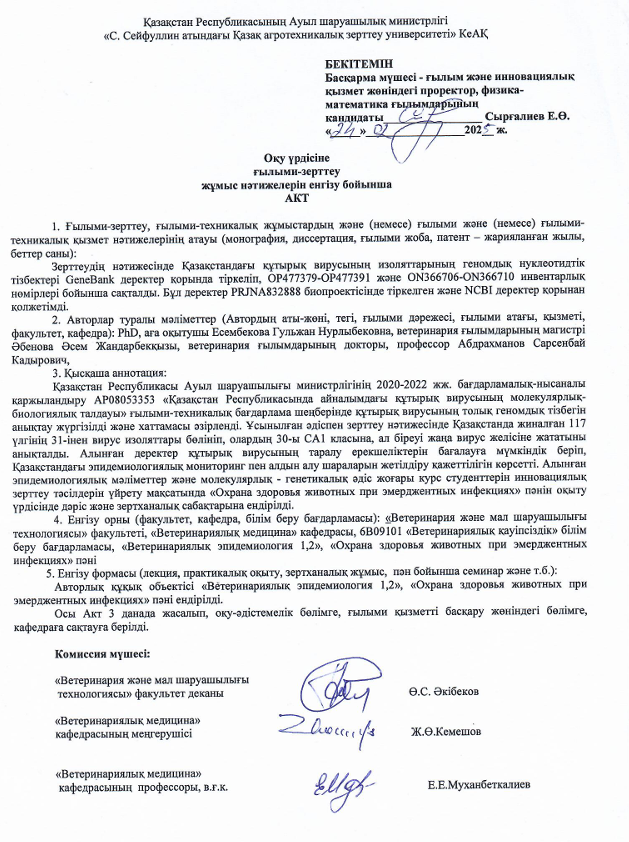 Қазақстан Республикасының Ауыл шаруашылық министрлігі
«С. Сейфуллин атындағы Қазақ агротехникалық зерттеу университеті» КеАҚ
БЕКІТЕМІН
Басқарма мүшесі - ғылым және инновациялық
қызмет жөніндегі проректор, физика-
математика ғылымдарының
кандидаты Сырғалиев Е.Ө.
«24» 02 2025 ж.
Оқу үрдісіне
ғылыми-зерттеу
жұмыс нәтижелерін енгізу бойынша
АКТ
1. Ғылыми-зерттеу, ғылыми-техникалық жұмыстардың және (немесе) ғылыми және (немесе) ғылыми-
техникалық қызмет нәтижелерінің атауы (монография, диссертация, ғылыми жоба, патент – жарияланған жылы,
беттер саны):
Зерттеудің нәтижесінде Қазақстандағы құтырық вирусының изоляттарының геномдық нуклеотидтік
тізбектері GeneBank деректер қорында тіркеліп, OP477379-OP477391 және ON366706-ON366710 инвентарлық
нөмірлері бойынша сақталды. Бұл деректер PRJNA832888 биопроектісінде тіркелген және NCBI деректер қорынан
қолжетімді.
2. Авторлар туралы мәліметтер (Автордың аты-жөні, тегі, ғылыми дәрежесі, ғылыми атағы, қызметі,
факультет, кафедра): PhD, аға оқытушы Есембекова Гульжан Нурлыбековна, ветеринария ғылымдарының магистрі
Әбенова Әсем Жандарбекқызы, ветеринария ғылымдарының докторы, профессор Абдрахманов Сарсенбай
Кадырович,
3. Қысқаша аннотация:
Қазақстан Республикасы Ауыл шаруашылығы министрлігінің 2020-2022 жж. бағдарламалық-нысаналы
қаржыландыру АР08053353 «Қазақстан Республикасында айналымдағы құтырық вирусының молекулярлық-
биологиялық талдауы» ғылыми-техникалық бағдарлама шеңберінде құтырық вирусының толық геномдық тізбегін
анықтау жүргізілді және хаттамасы әзірленді. Ұсынылған әдіспен зерттеу нәтижесінде Қазақстанда жиналған 117
үлгінің 31-інен вирус изоляттары бөлініп, олардың 30-ы СА1 класына, ал біреуі жаңа вирус желісіне жататыны
анықталды. Алынған деректер құтырық вирусының таралу ерекшеліктерін бағалауға мүмкіндік беріп,
Қазақстандағы эпидемиологиялық мониторинг пен алдын алу шараларын жетілдіру қажеттілігін көрсетті. Алынған
эпидемиологиялық мәліметтер және молекулярлық - генетикалық әдіс жоғары курс студенттерін инновациялық
зерттеу тәсілдерін үйрету мақсатында «Охрана здоровья животных при эмерджентных инфекциях» пәнін оқыту
үрдісінде дәріс және зертханалық сабақтарына ендірілді.
4. Енгізу орны (факультет, кафедра, білім беру бағдарламасы): «Ветеринария және мал шаруашылығы
технологиясы» факультеті, «Ветеринариялық медицина» кафедрасы, 6В09101 «Ветеринариялық қауіпсіздік» білім
беру бағдарламасы, «Ветеринариялық эпидемиология 1,2», «Охрана здоровья животных при эмерджентных
инфекциях» пәні
5. Енгізу формасы (лекция, практикалық оқыту, зертханалық жұмыс, пән бойынша семинар және т.б.):
Авторлық құқық объектісі «Ветеринариялық эпидемиология 1,2», «Охрана здоровья животных при
эмерджентных инфекциях» пәні ендірілді.
Осы Акт 3 данада жасалып, оқу-әдістемелік бөлімге, ғылыми қызметті басқару жөніндегі бөлімге,
кафедраға сақтауға берілді.
Комиссия мүшесі:
«Ветеринария және мал шаруашылығы
технологиясы» факультет деканы Ө.С. Әкібеков
«Ветеринариялық медицина»
кафедрасының меңгерушісі Ж.Ө.Кемешов
«Ветеринариялық медицина»
кафедрасының профессоры, в.ғ.к. Е.Е.Муханбеткалиев